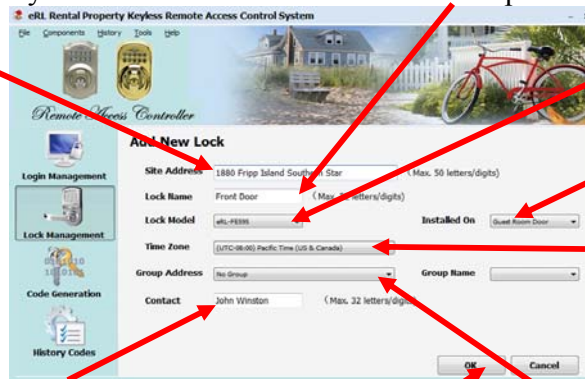 eRL Rental Property Keyless Remote Access Control System
File Components History Tools Help
Remote Access Controller
Add New Lock
Login Management
Site Address 1880 Fripp Island Southern Star (Max. 50 letters/digits)
Lock Name Front Door (Max. letters/digits)
Lock Management
Lock Model eRL-FE595 Installed On Guest Room Door
Time Zone (UTC-08:00) Pacific Time (US & Canada)
Group Address No Group Group Name
Code Generation
Contact John Winston (Max. 32 letters/digits)
History Codes
OK Cancel